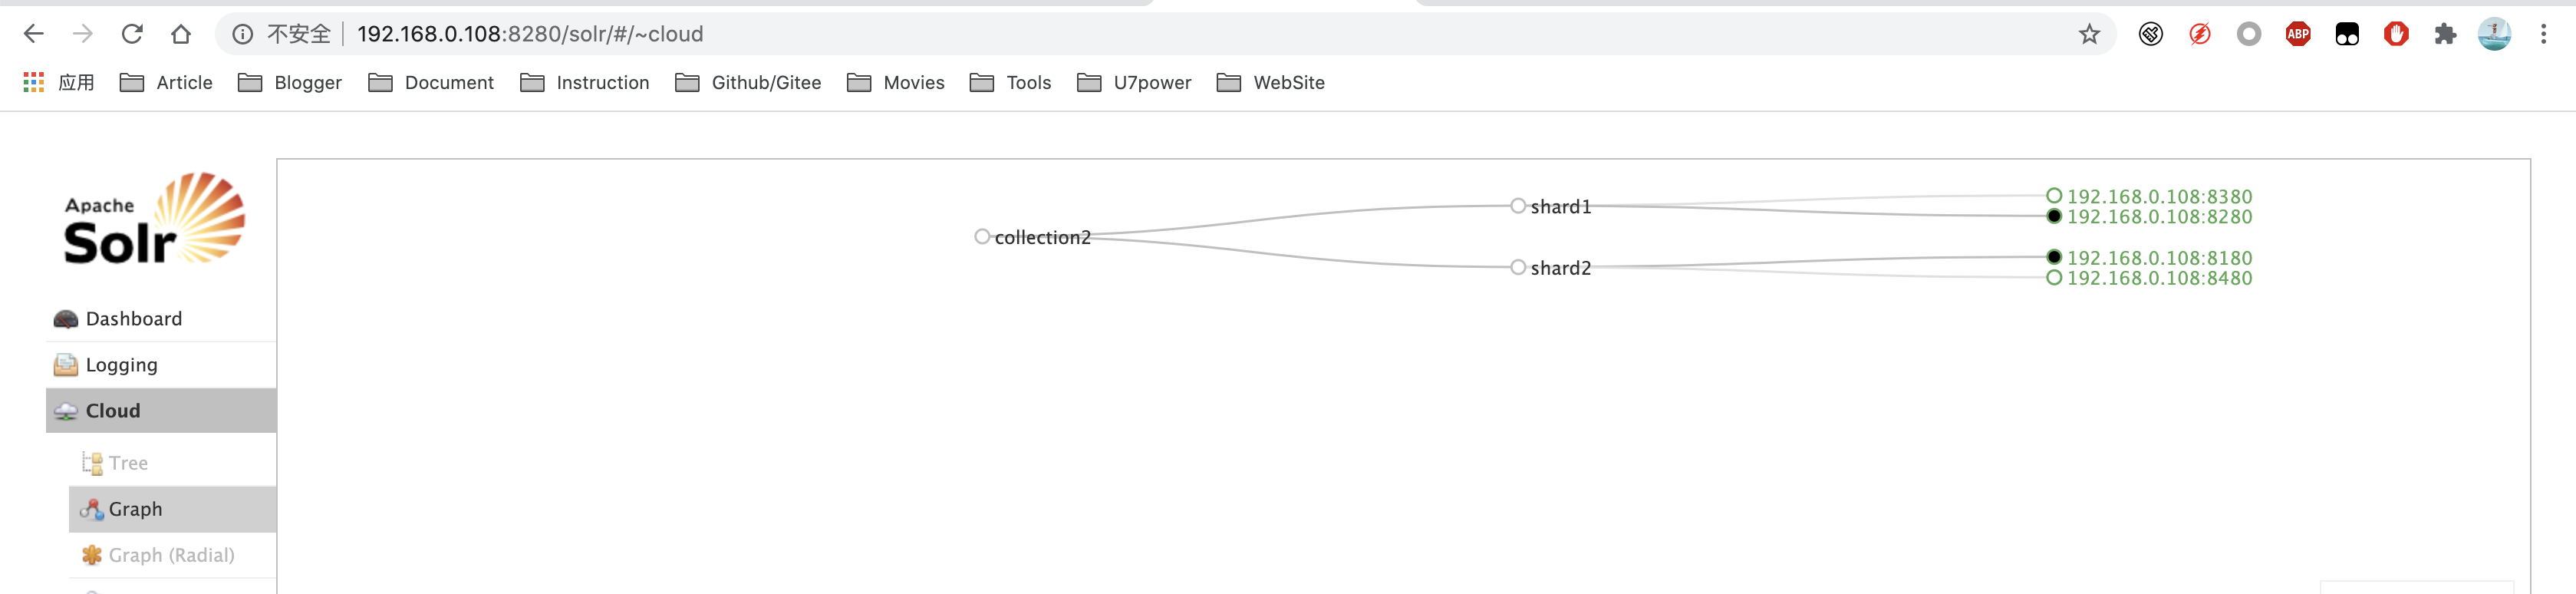 不安全 192.168.0.108:8280/solr/#/~cloud
ABP
应用 Article Blogger Document Instruction Github/Gitee Movies Tools U7power WebSite
Apache
Solr
Dashboard
Logging
Cloud
Tree
Graph
Graph (Radial)
collection2
shard1
shard2
192.168.0.108:8380
192.168.0.108:8280
192.168.0.108:8180
192.168.0.108:8480